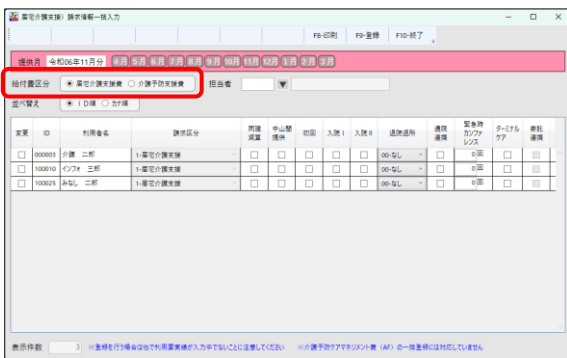 居宅介護支援）請求情報一括入力
F8-印刷 F9-登録 F10-終了
提供月 令和06年11月分 4月 5月 6月 7月 8月 9月 10月 11月 12月 1月 2月 3月
給付費区分 居宅介護支援費 介護予防支援費 担当者
並べ替え ＩＤ順 カナ順
変更 ID 利用者名 請求区分 同建減算 中山間提供 初回 入院Ⅰ 入院Ⅱ 退院退所 通院連携 緊急時カンファレンス ターミナルケア 委託連携
000003 介護　二郎 1-居宅介護支援 00-なし 0 回
100010 インフォ　三郎 1-居宅介護支援 00-なし 0 回
100025 みなし　二郎 1-居宅介護支援 00-なし 0 回
表示件数 3 ※登録を行う場合は他で利用票実績が入力中でないことに注意してください ※介護予防ケアマネジメント費（AF）の一括登録には対応していません